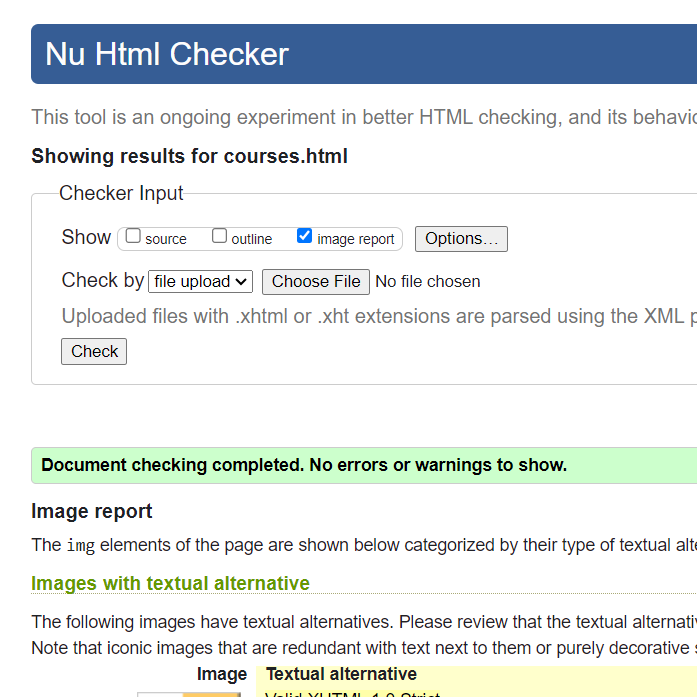 Nu Html Checker
This tool is an ongoing experiment in better HTML checking, and its
Showing results for courses.html
Checker Input
Show source outline image report Options...
Check by file upload Choose File No file chosen
Uploaded files with .xhtml or .xht extensions are parsed using the XML
Check
Document checking completed. No errors or warnings to show.
Image report
The img elements of the page are shown below categorized by their type of textual
Images with textual alternative
The following images have textual alternatives. Please review that the textual
Note that iconic images that are redundant with text next to them or purely decorative
Image Textual alternative
Valid XHTML 1.0 Strict